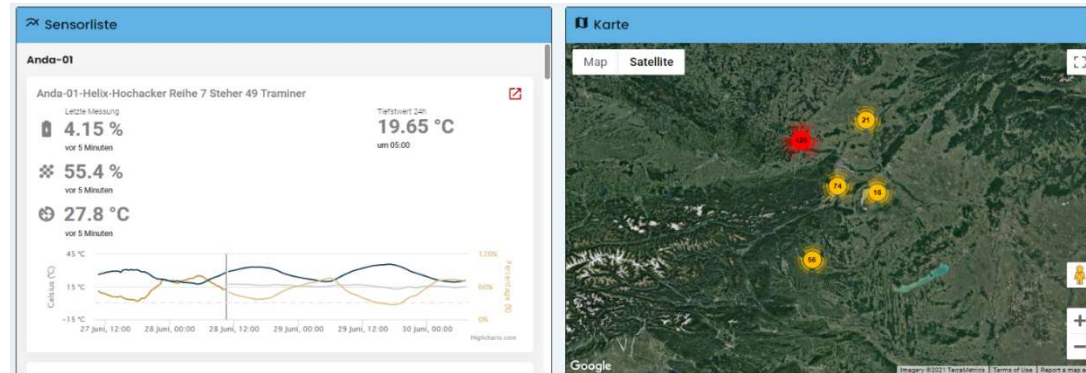 Sensorliste
Anda-01
Anda-01-Helix-Hochacker Reihe 7 Steher 49 Traminer
Letzte Messung
4.15 %
vor 5 Minuten
Tiefstwert 24h
19.65 °C
um 05:00
55.4 %
vor 5 Minuten
27.8 °C
vor 5 Minuten
45 °C
15 °C
-15 °C
Celsius (°C)
120%
60%
0%
Percentage (%)
27 Juni, 12:00
28 Juni, 00:00
28 Juni, 12:00
29 Juni, 00:00
29 Juni, 12:00
30 Juni, 00:00
Highcharts.com
Karte
Map
Satellite
21
74
18
56
Google
Imagery ©2021 TerraMetrics
Terms of Use
Report a map